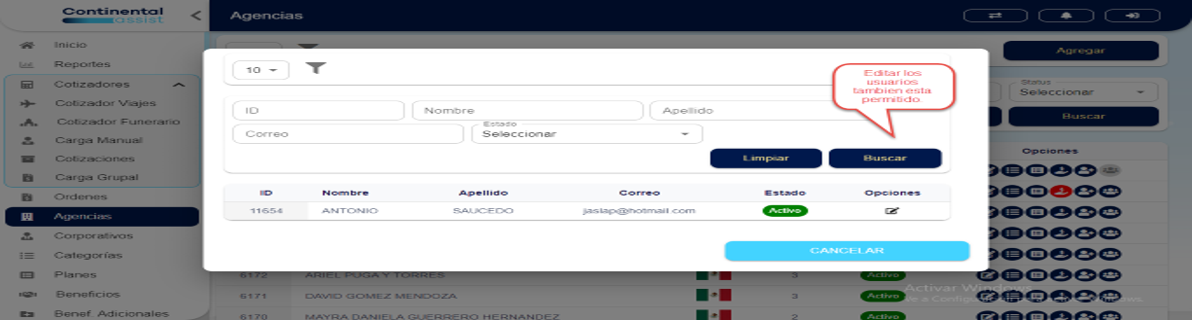 Continental
assist
Agencias
Inicio
Reportes
Cotizadores
Cotizador Viajes
Cotizador Funerario
Carga Manual
Cotizaciones
Carga Grupal
Ordenes
Agencias
Corporativos
Categorías
Planes
Beneficios
Benef. Adicionales
Agregar
Status
Seleccionar
Buscar
Opciones
10
Editar los
usuarios
tambien esta
permitido.
ID Nombre Apellido
Correo Estado Seleccionar
Limpiar Buscar
ID Nombre Apellido Correo Estado Opciones
11654 ANTONIO SAUCEDO jaslap@hotmail.com Activo
CANCELAR
6172 ARIEL PUGA Y TORRES 3 Activo
6171 DAVID GOMEZ MENDOZA 3 Activo
6170 MAYRA DANIELA GUERRERO HERNANDEZ 2 Activo
Activar Windows
Windows.